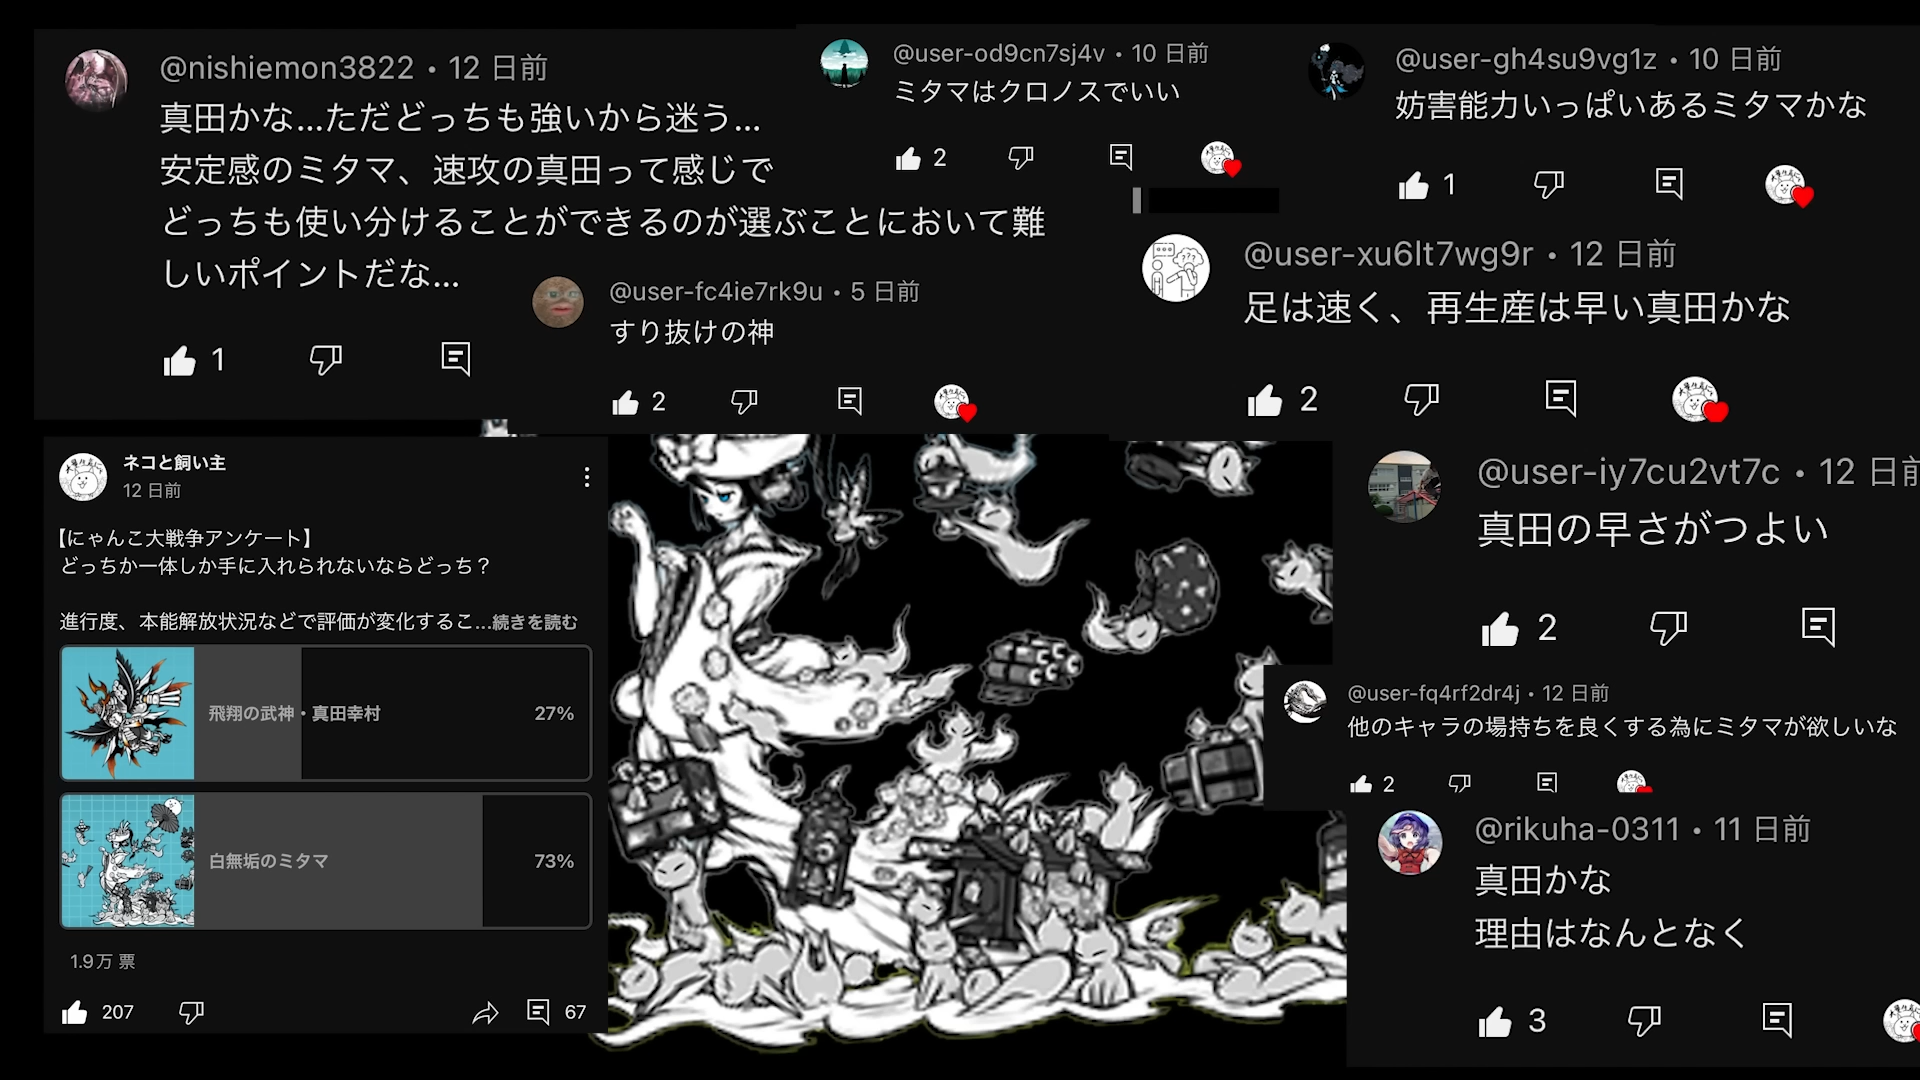 @nishiemon3822・12 日前
真田かな...ただどっちも強いから迷う...
安定感のミタマ、速攻の真田って感じで
どっちも使い分けることができるのが選ぶことにおいて難
しいポイントだな...
1
@user-od9cn7sj4v・10 日前
ミタマはクロノスでいい
2
@user-gh4su9vg1z・10 日前
妨害能力いっぱいあるミタマかな
1
@user-fc4ie7rk9u・5 日前
すり抜けの神
2
@user-xu6lt7wg9r・12 日前
足は速く、再生産は早い真田かな
2
ネコと飼い主
12 日前
【にゃんこ大戦争アンケート】
どっちか一体しか手に入れられないならどっち？
進行度、本能解放状況などで評価が変化するこ...続きを読む
飛翔の武神・真田幸村 27%
白無垢のミタマ 73%
1.9万 票
207 67
@user-iy7cu2vt7c・12 日前
真田の早さがつよい
2
@user-fq4rf2dr4j・12 日前
他のキャラの場持ちを良くする為にミタマが欲しいな
2
@rikuha-0311・11 日前
真田かな
理由はなんとなく
3